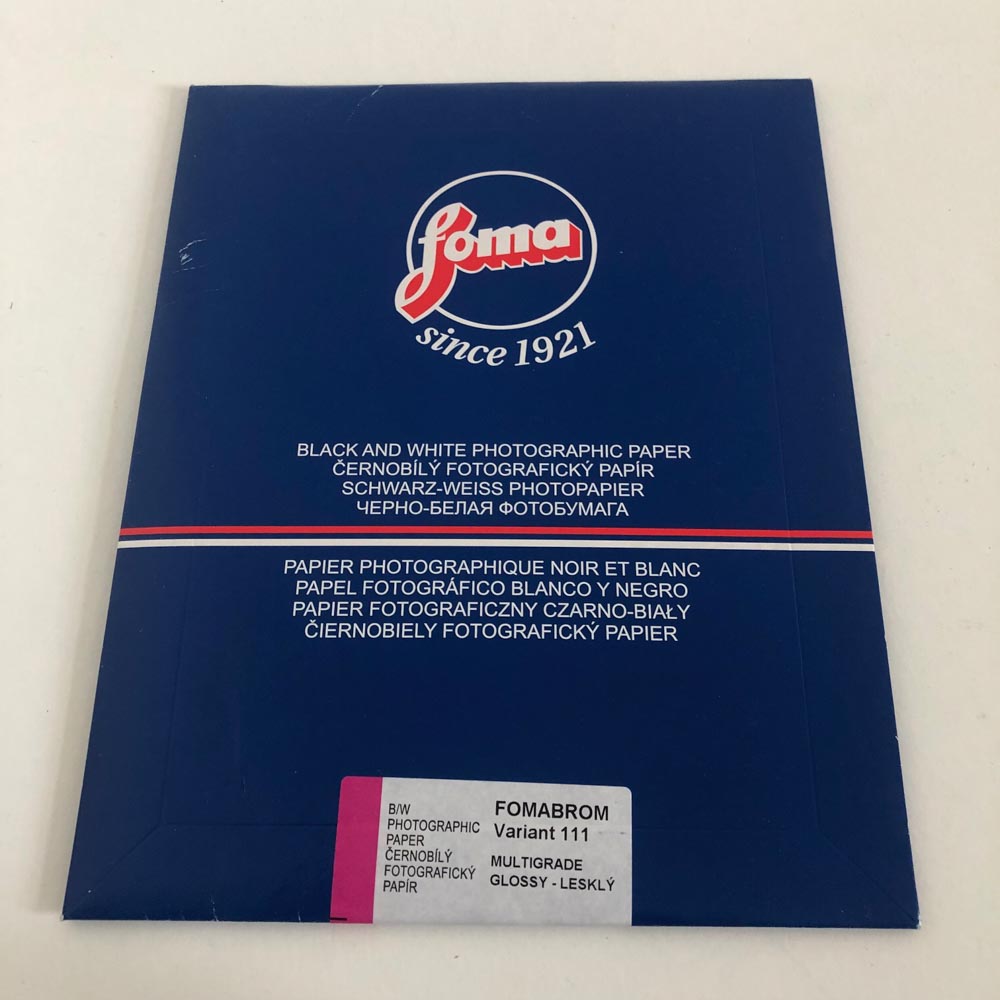 foma
since 1921
BLACK AND WHITE PHOTOGRAPHIC PAPER
ČERNOBÍLÝ FOTOGRAFICKÝ PAPÍR
SCHWARZ-WEISS PHOTOPAPIER
ЧЕРНО-БЕЛАЯ ФОТОБУМАГА
PAPIER PHOTOGRAPHIQUE NOIR ET BLANC
PAPEL FOTOGRÁFICO BLANCO Y NEGRO
PAPIER FOTOGRAFICZNY CZARNO-BIAŁY
ČIERNOBIELY FOTOGRAFICKÝ PAPIER
B/W
PHOTOGRAPHIC
PAPER
ČERNOBÍLÝ
FOTOGRAFICKÝ
PAPÍR
FOMABROM
Variant 111
MULTIGRADE
GLOSSY - LESKLÝ